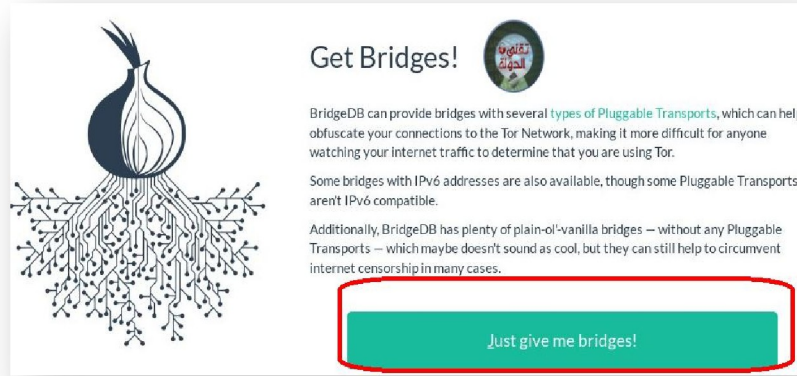 Get Bridges!
تقني
الدولة
BridgeDB can provide bridges with several types of Pluggable Transports, which can hel
obfuscate your connections to the Tor Network, making it more difficult for anyone
watching your internet traffic to determine that you are using Tor.
Some bridges with IPv6 addresses are also available, though some Pluggable Transports
aren't IPv6 compatible.
Additionally, BridgeDB has plenty of plain-ol'-vanilla bridges — without any Pluggable
Transports — which maybe doesn't sound as cool, but they can still help to circumvent
internet censorship in many cases.
Just give me bridges!